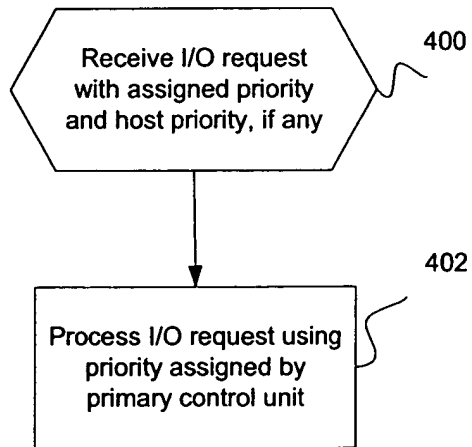 Receive I/O request
with assigned priority
and host priority, if any
400
402
Process I/O request using
priority assigned by
primary control unit